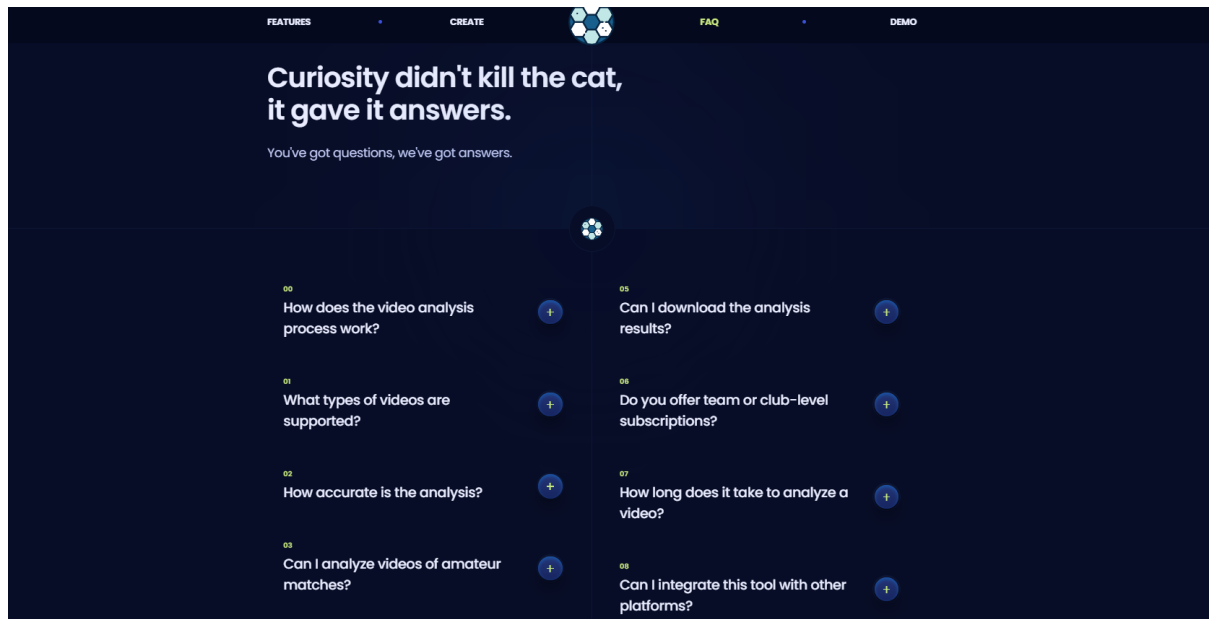 FEATURES
CREATE
FAQ
DEMO
Curiosity didn't kill the cat,
it gave it answers.
You've got questions, we've got answers.
00
How does the video analysis
process work?
01
What types of videos are
supported?
02
How accurate is the analysis?
03
Can I analyze videos of amateur
matches?
05
Can I download the analysis
results?
06
Do you offer team or club-level
subscriptions?
07
How long does it take to analyze a
video?
08
Can I integrate this tool with other
platforms?